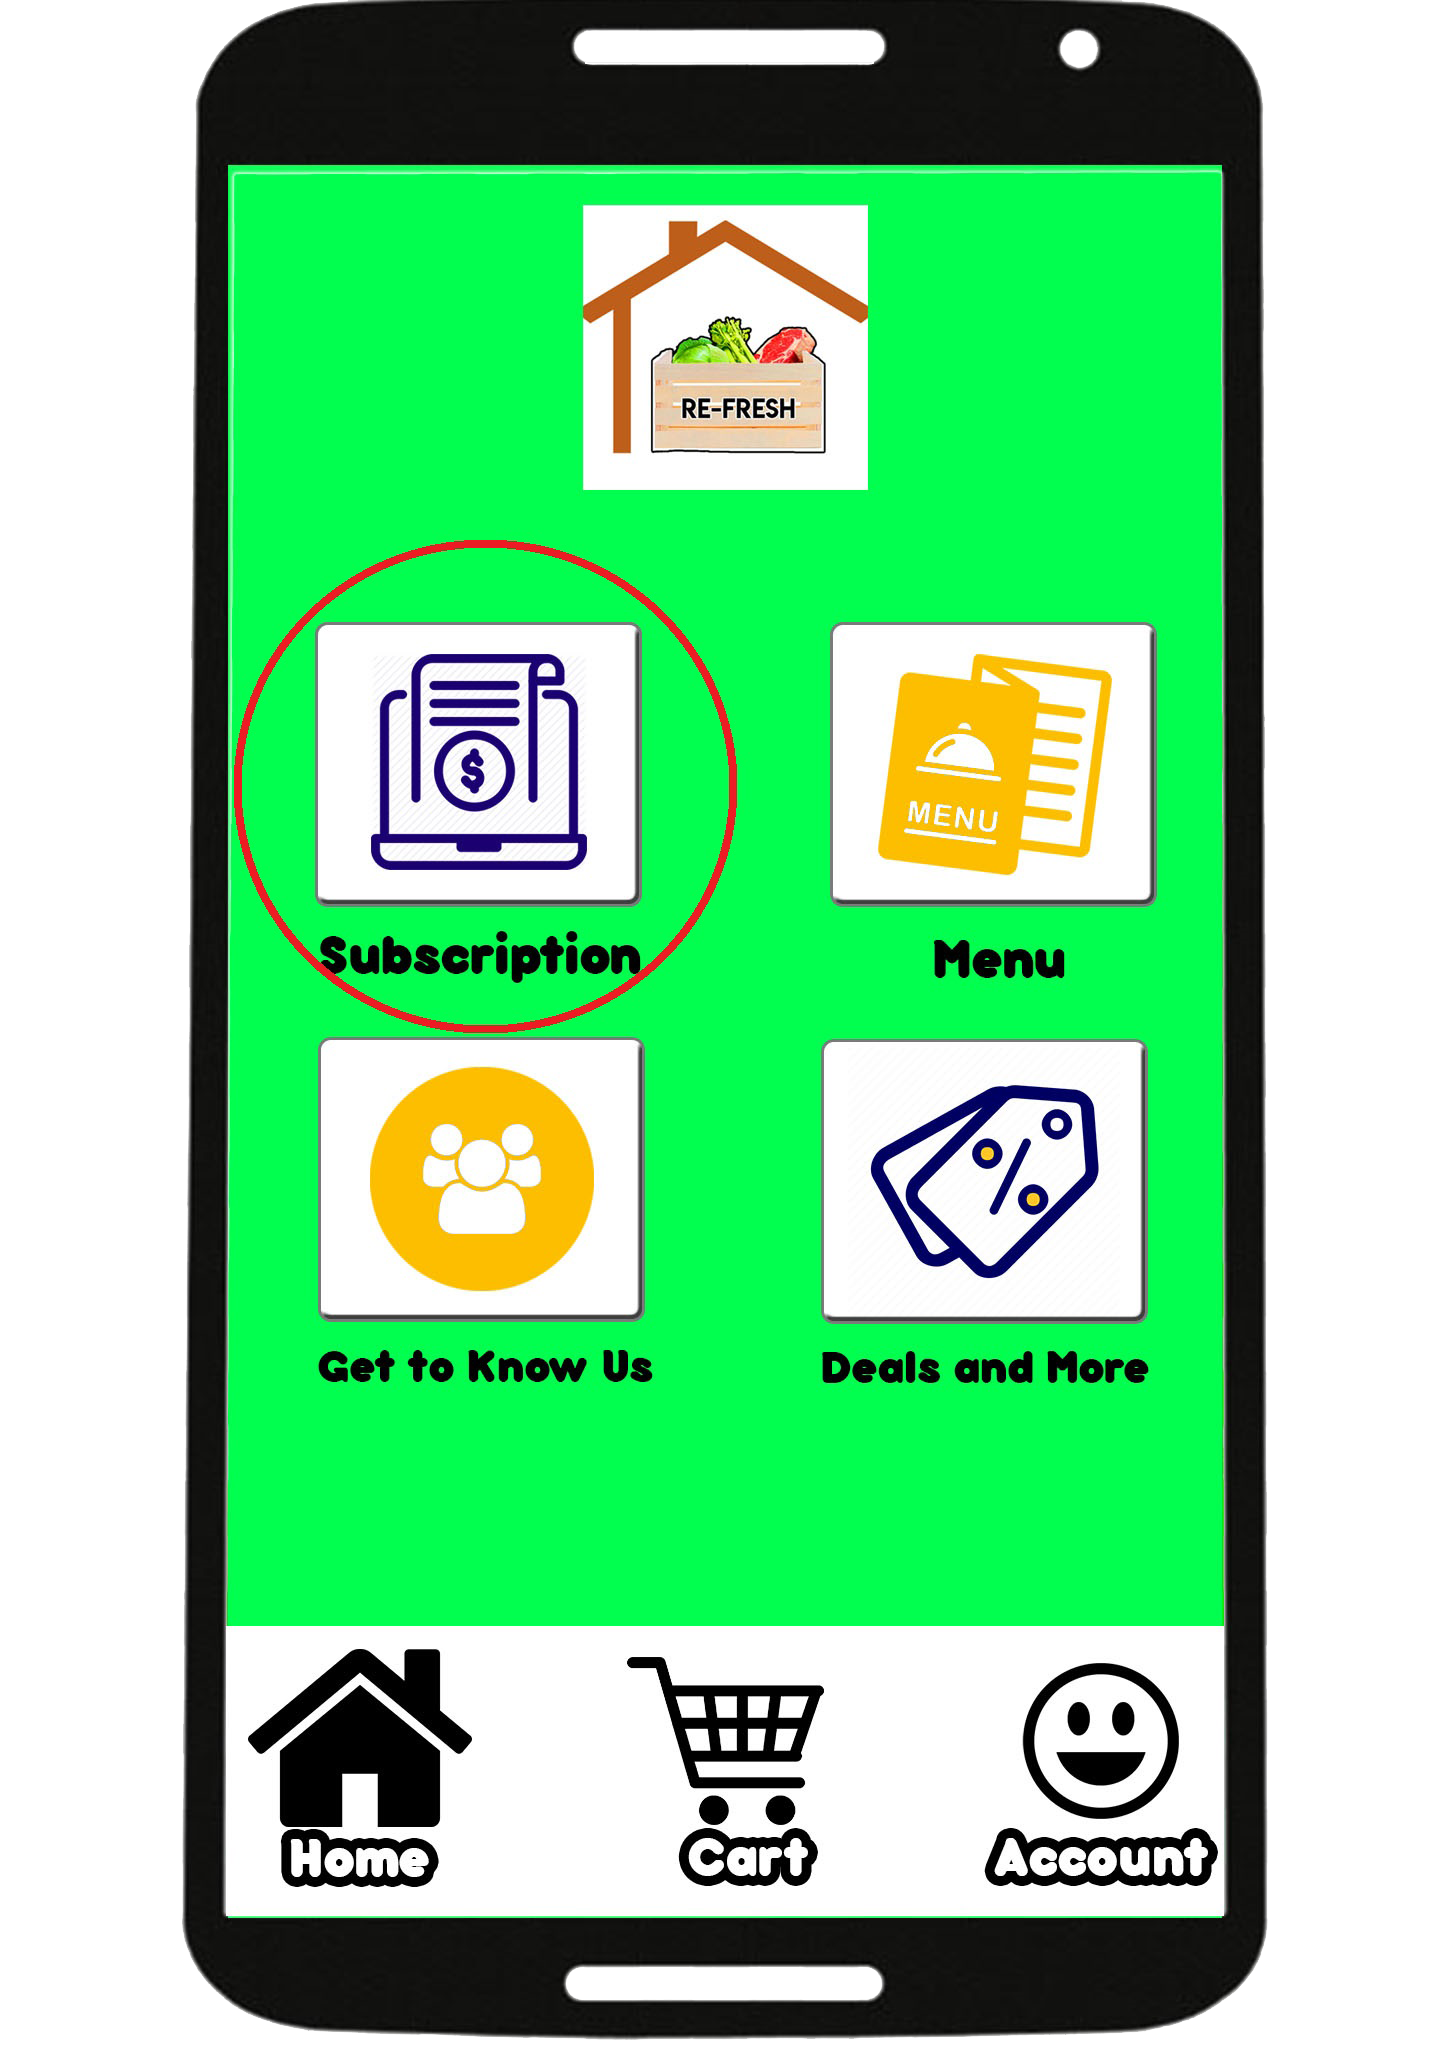 RE-FRESH
$
MENU
Subscription
Menu
%
Get to Know Us
Deals and More
Home
Cart
Account